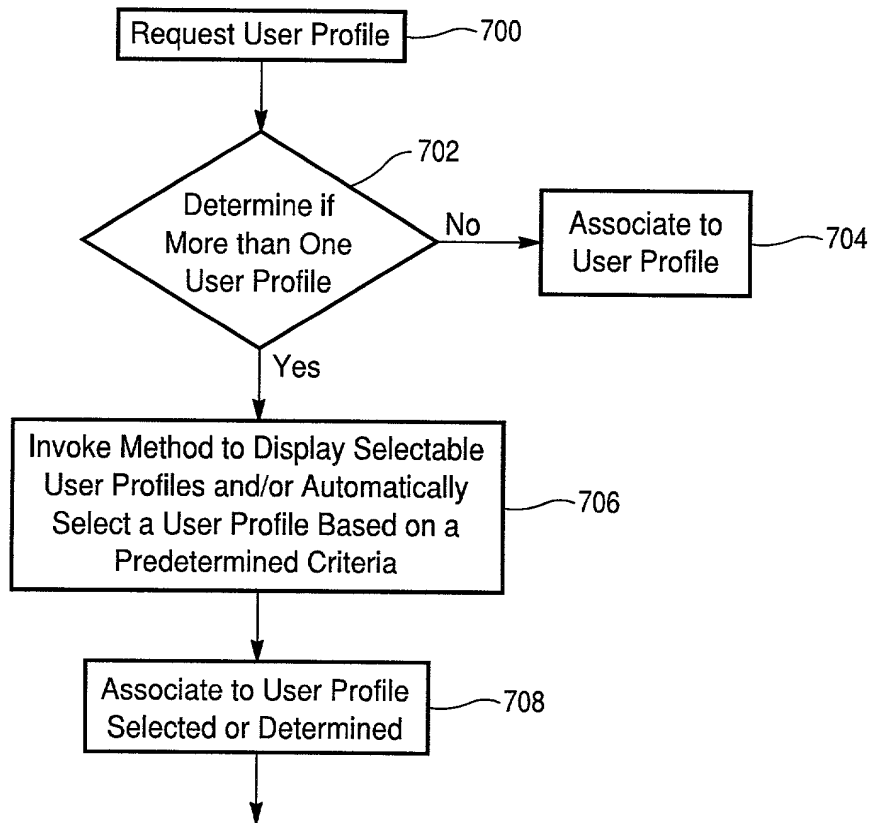 Request User Profile
700
702
Determine if
More than One
User Profile
No
Associate to
User Profile
704
Yes
Invoke Method to Display Selectable
User Profiles and/or Automatically
Select a User Profile Based on a
Predetermined Criteria
706
Associate to User Profile
Selected or Determined
708